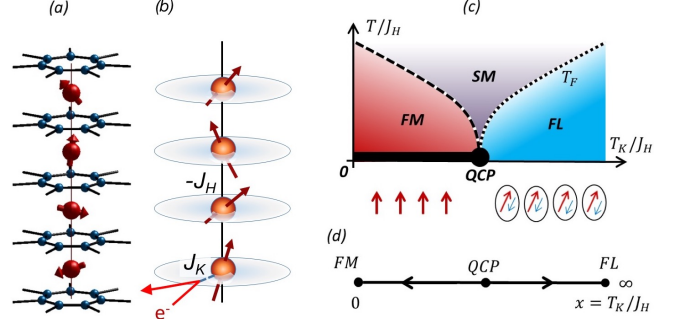 (a)
(b)
-J_H
J_K
e⁻
(c)
T/J_H
SM
T_F
FM
FL
T_K/J_H
0
QCP
(d)
FM QCP FL
0 ∞
x = T_K/J_H